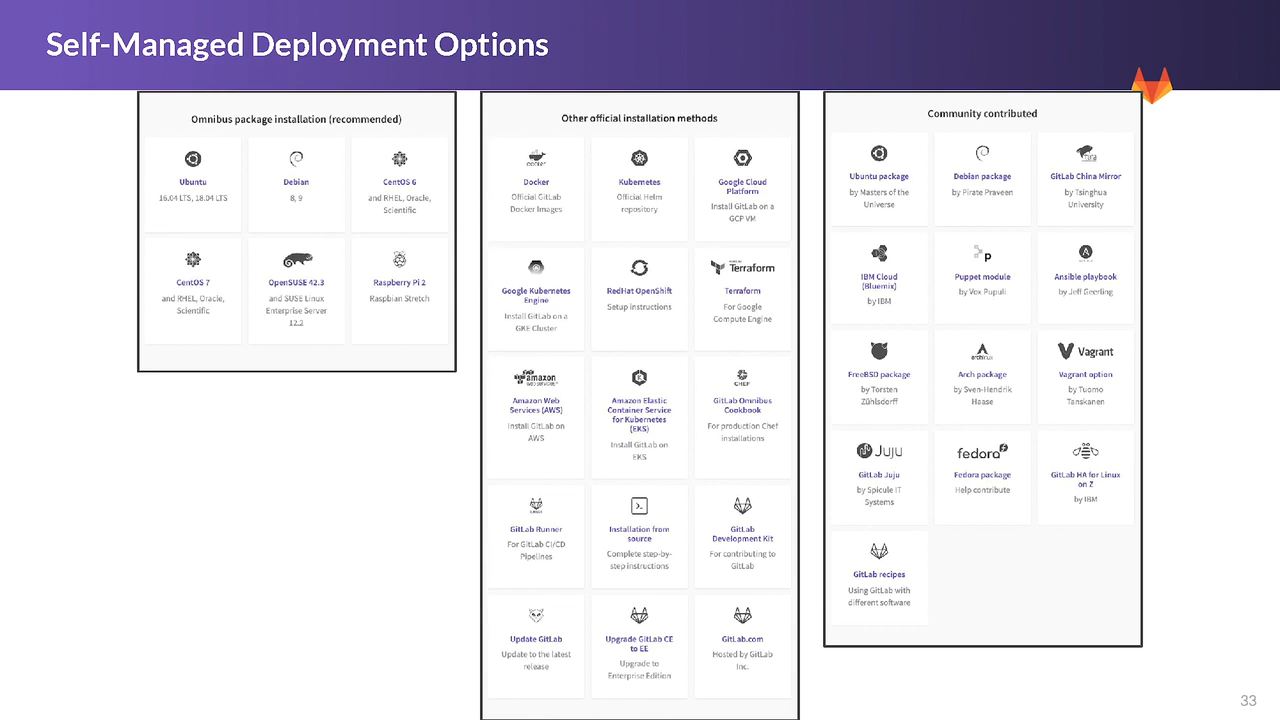 Self-Managed Deployment Options
Omnibus package installation (recommended)
Ubuntu
16.04 LTS, 18.04 LTS
Debian
8, 9
CentOS 6
and RHEL, Oracle,
Scientific
CentOS 7
and RHEL, Oracle,
Scientific
OpenSUSE 42.3
and SUSE Linux
Enterprise Server
12.2
Raspberry Pi 2
Raspbian Stretch
Other official installation methods
docker
Docker
Official GitLab
Docker Images
Kubernetes
Official Helm
repository
Google Cloud
Platform
Install GitLab on a
GCP VM
Google Kubernetes
Engine
Install GitLab on a
GKE Cluster
RedHat OpenShift
Setup instructions
Terraform
Terraform
For Google
Compute Engine
amazon
web services
Amazon Web
Services (AWS)
Install GitLab on
AWS
Amazon Elastic
Container Service
for Kubernetes
(EKS)
Install GitLab on
EKS
CHEF
GitLab Omnibus
Cookbook
For production Chef
installations
GitLab Runner
For GitLab CI/CD
Pipelines
Installation from
source
Complete step-by-
step instructions
GitLab
Development Kit
For contributing to
GitLab
Update GitLab
Update to the latest
release
Upgrade GitLab CE
to EE
Upgrade to
Enterprise Edition
GitLab.com
Hosted by GitLab
Inc.
Community contributed
Ubuntu package
by Masters of the
Universe
Debian package
by Pirate Praveen
GitLab China Mirror
by Tsinghua
University
IBM Cloud
(Bluemix)
by IBM
p
Puppet module
by Vox Pupuli
Ansible playbook
by Jeff Geerling
FreeBSD package
by Torsten
Zühlsdorff
archlinux
Arch package
by Sven-Hendrik
Haase
Vagrant
Vagrant option
by Tuomo
Tanskanen
JUJU
GitLab Juju
by Spicule IT
Systems
fedora
Fedora package
Help contribute
GitLab HA for Linux
on Z
by IBM
GitLab recipes
Using GitLab with
different software
33